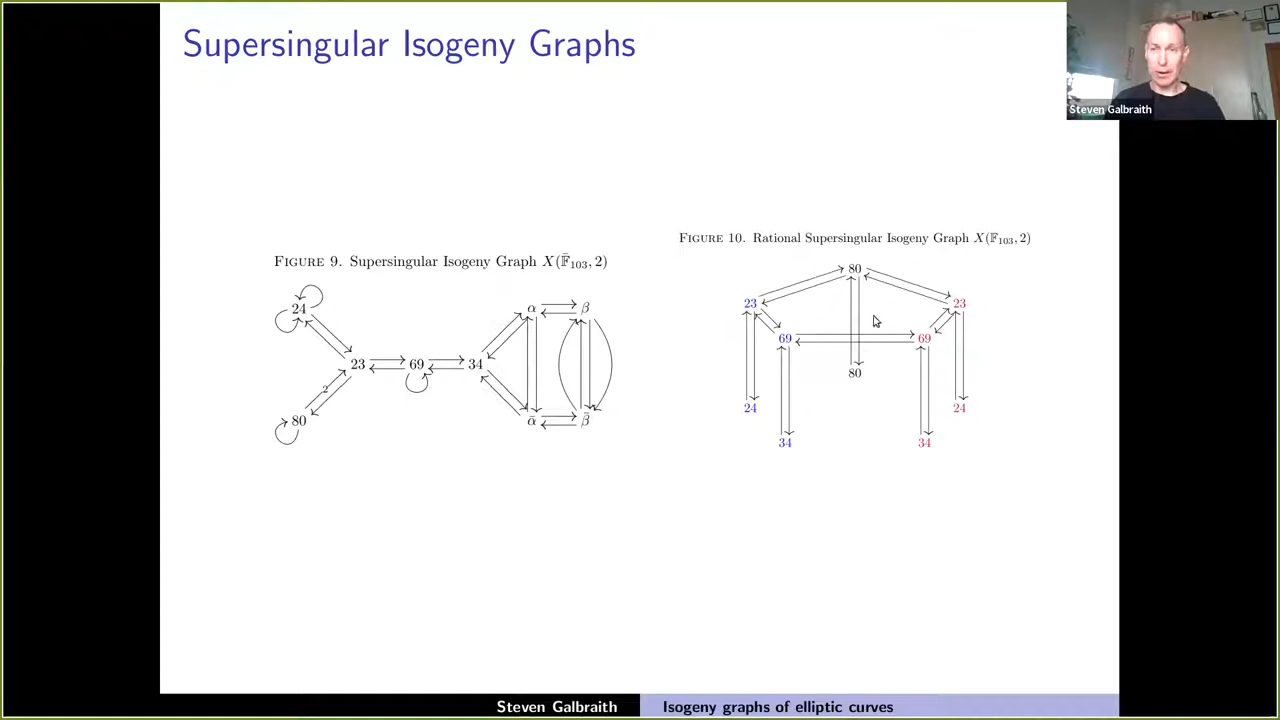 Supersingular Isogeny Graphs
Steven Galbraith
FIGURE 9. Supersingular Isogeny Graph X(𝔽̄₁₀₃, 2)
24
α
β
23
69
34
2
80
ᾱ
β̄
FIGURE 10. Rational Supersingular Isogeny Graph X(𝔽₁₀₃, 2)
80
23
23
69
69
80
24
24
34
34
Steven Galbraith
Isogeny graphs of elliptic curves